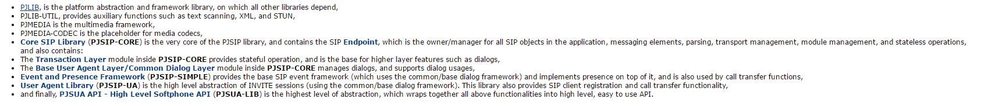 • PJLIB, is the platform abstraction and framework library, on which all other libraries depend,
• PJLIB-UTIL, provides auxiliary functions such as text scanning, XML, and STUN,
• PJMEDIA is the multimedia framework,
• PJMEDIA-CODEC is the placeholder for media codecs,
• Core SIP Library (PJSIP-CORE) is the very core of the PJSIP library, and contains the SIP Endpoint, which is the owner/manager for all SIP objects in the application, messaging elements, parsing, transport management, module management, and stateless operations,
and also contains:
• The Transaction Layer module inside PJSIP-CORE provides stateful operation, and is the base for higher layer features such as dialogs,
• The Base User Agent Layer/Common Dialog Layer module inside PJSIP-CORE manages dialogs, and supports dialog usages,
• Event and Presence Framework (PJSIP-SIMPLE) provides the base SIP event framework (which uses the common/base dialog framework) and implements presence on top of it, and is also used by call transfer functions,
• User Agent Library (PJSIP-UA) is the high level abstraction of INVITE sessions (using the common/base dialog framework). This library also provides SIP client registration and call transfer functionality,
• and finally, PJSUA API - High Level Softphone API (PJSUA-LIB) is the highest level of abstraction, which wraps together all above functionalities into high level, easy to use API.